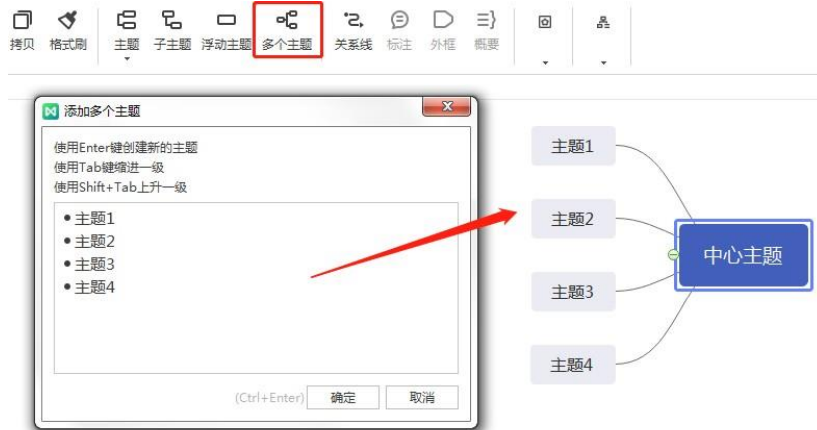 拷贝 格式刷 主题 子主题 浮动主题 多个主题 关系线 标注 外框 概要
添加多个主题
使用Enter键创建新的主题
使用Tab键缩进一级
使用Shift+Tab上升一级
• 主题1
• 主题2
• 主题3
• 主题4
(Ctrl+Enter) 确定 取消
主题1
主题2
中心主题
主题3
主题4